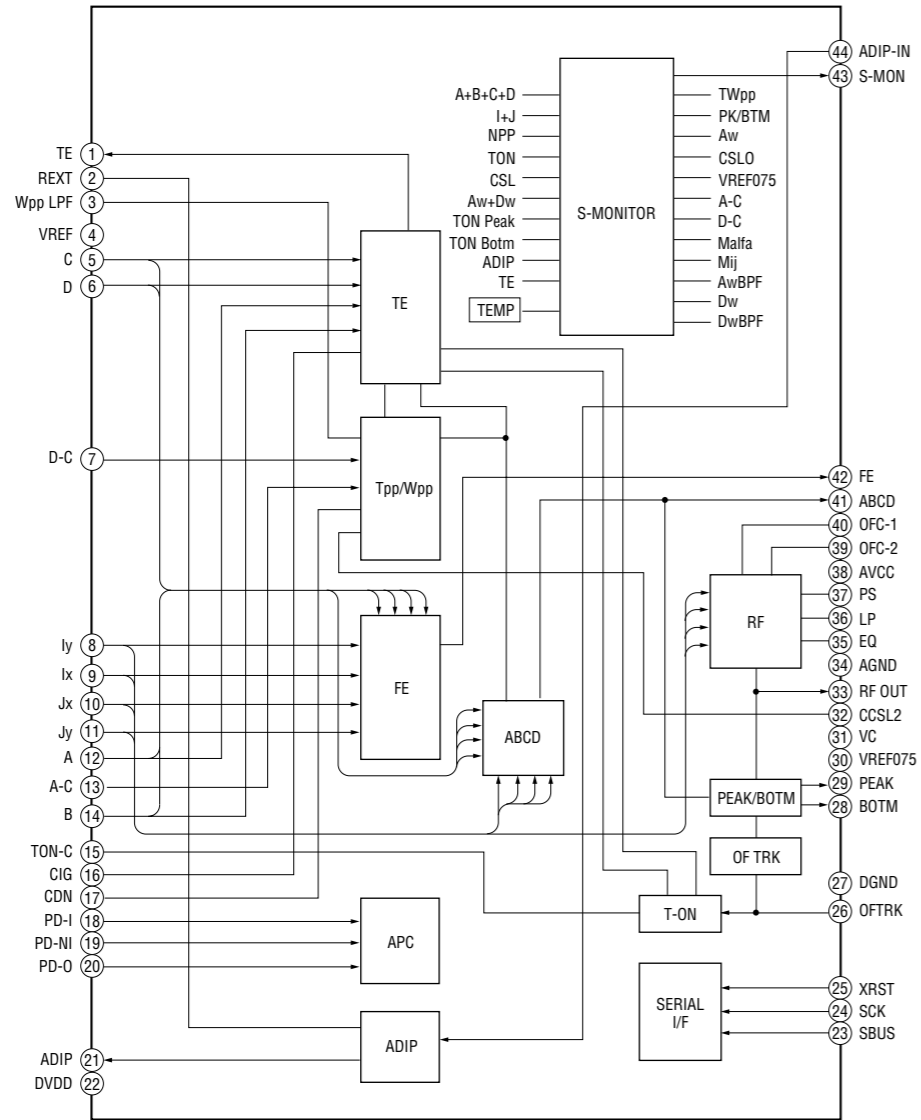 44 ADIP-IN
43 S-MON
A+B+C+D
I+J
NPP
TON
CSL
Aw+Dw
TON Peak
TON Botm
ADIP
TE
TEMP
S-MONITOR
TWpp
PK/BTM
Aw
CSLO
VREF075
A-C
D-C
Malfa
Mij
AwBPF
Dw
DwBPF
TE 1
REXT 2
Wpp LPF 3
VREF 4
C 5
D 6
D-C 7
Iy 8
Ix 9
Jx 10
Jy 11
A 12
A-C 13
B 14
TON-C 15
CIG 16
CDN 17
PD-I 18
PD-NI 19
PD-O 20
ADIP 21
DVDD 22
TE
Tpp/Wpp
FE
ABCD
APC
ADIP
RF
PEAK/BOTM
OF TRK
T-ON
SERIAL
I/F
42 FE
41 ABCD
40 OFC-1
39 OFC-2
38 AVCC
37 PS
36 LP
35 EQ
34 AGND
33 RF OUT
32 CCSL2
31 VC
30 VREF075
29 PEAK
28 BOTM
27 DGND
26 OFTRK
25 XRST
24 SCK
23 SBUS